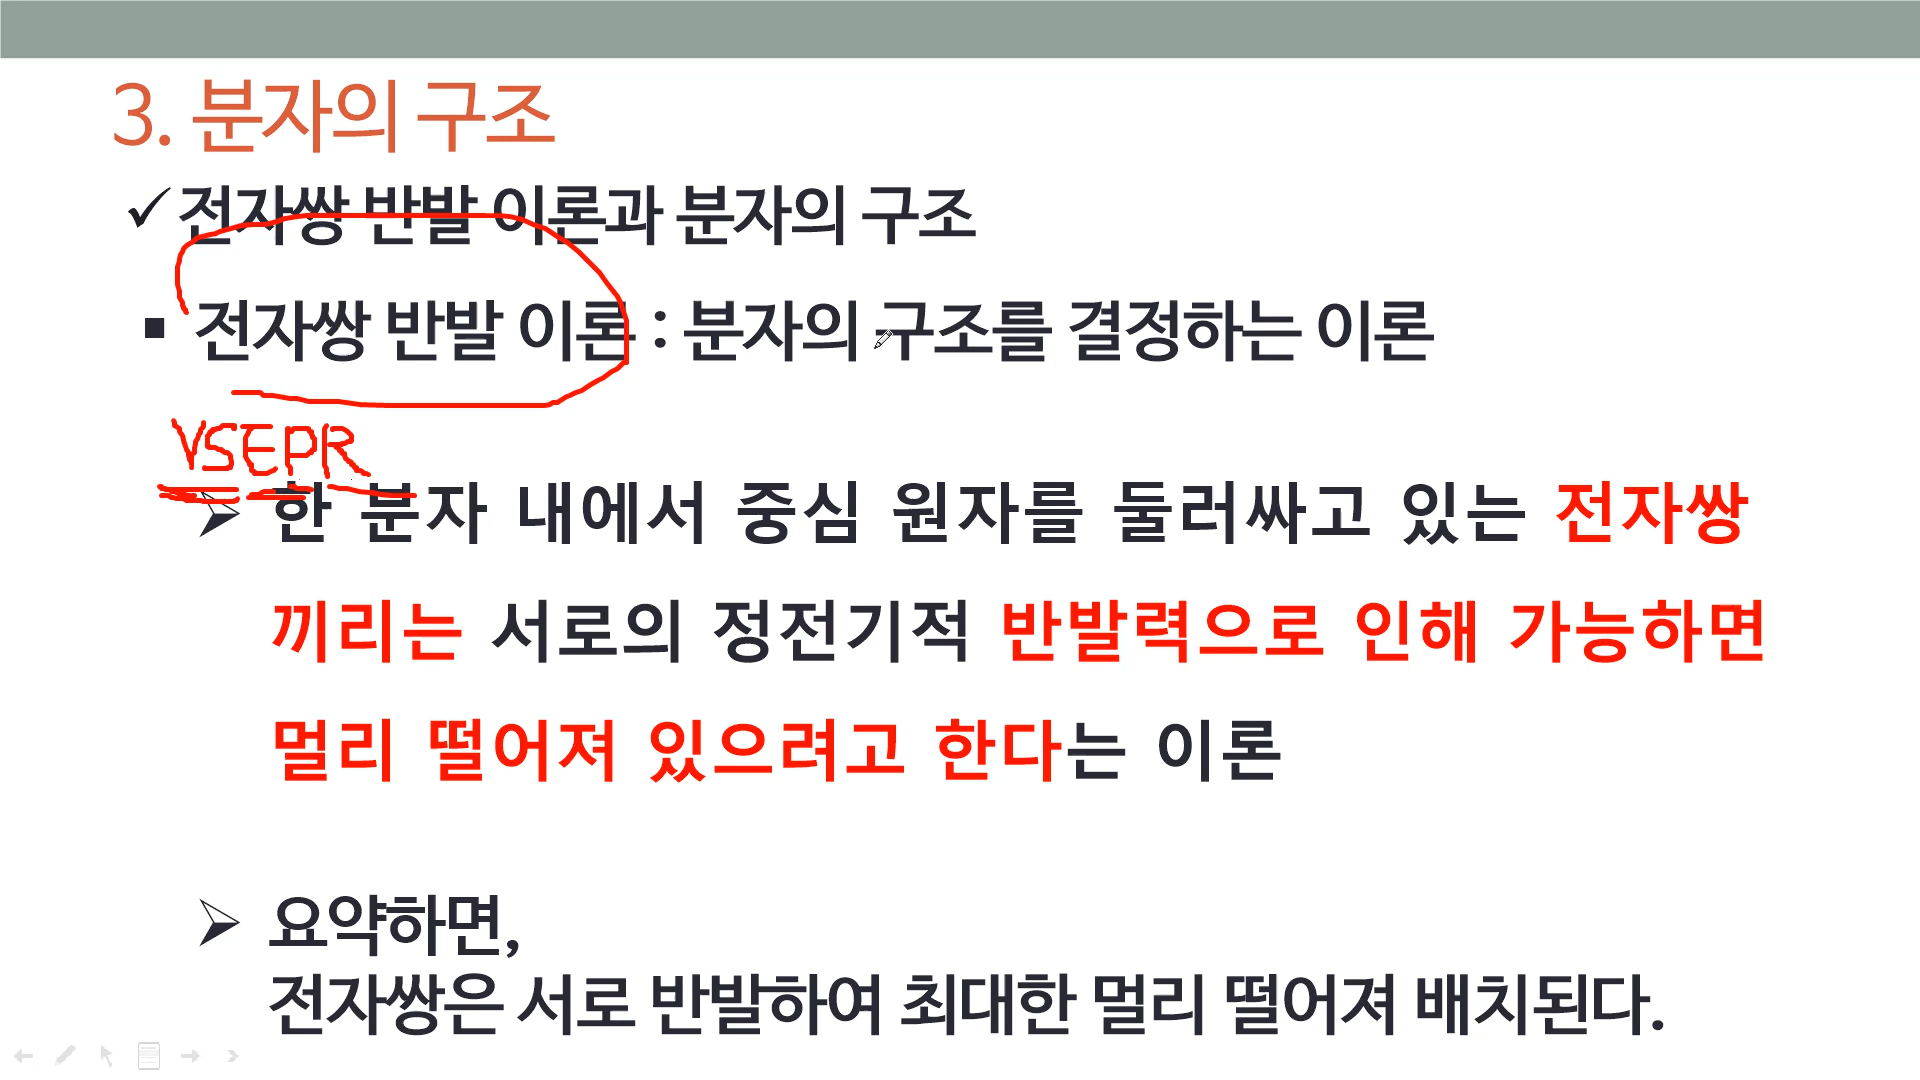 3. 분자의 구조
✓전자쌍 반발 이론과 분자의 구조
▪ 전자쌍 반발 이론 : 분자의 구조를 결정하는 이론
VSEPR
➢ 한 분자 내에서 중심 원자를 둘러싸고 있는 전자쌍
끼리는 서로의 정전기적 반발력으로 인해 가능하면
멀리 떨어져 있으려고 한다는 이론
➢ 요약하면,
전자쌍은 서로 반발하여 최대한 멀리 떨어져 배치된다.